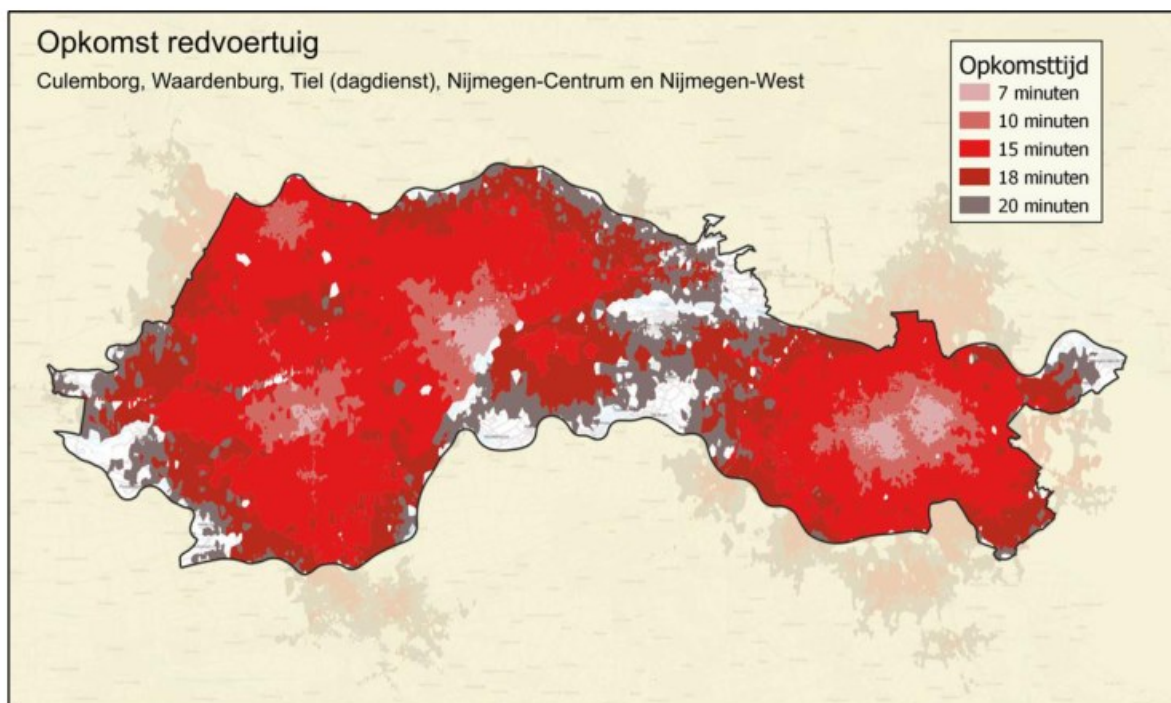 Opkomst redvoertuig
Culemborg, Waardenburg, Tiel (dagdienst), Nijmegen-Centrum en Nijmegen-West
Opkomsttijd
7 minuten
10 minuten
15 minuten
18 minuten
20 minuten